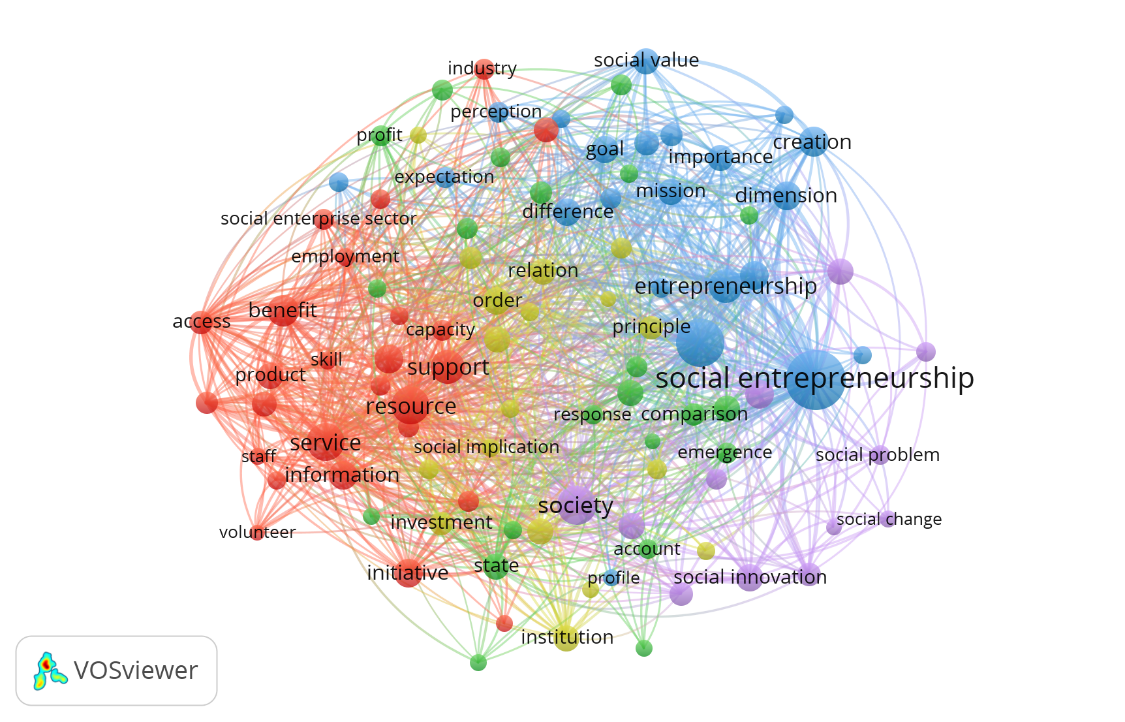 industry
social value
perception
profit
goal
creation
importance
expectation
mission
dimension
social enterprise sector
difference
employment
relation
entrepreneurship
order
benefit
access
capacity
principle
skill
support
product
social entrepreneurship
resource
response
comparison
service
social implication
staff
emergence
social problem
information
society
investment
social change
volunteer
account
initiative
state
profile
social innovation
institution
VOSviewer